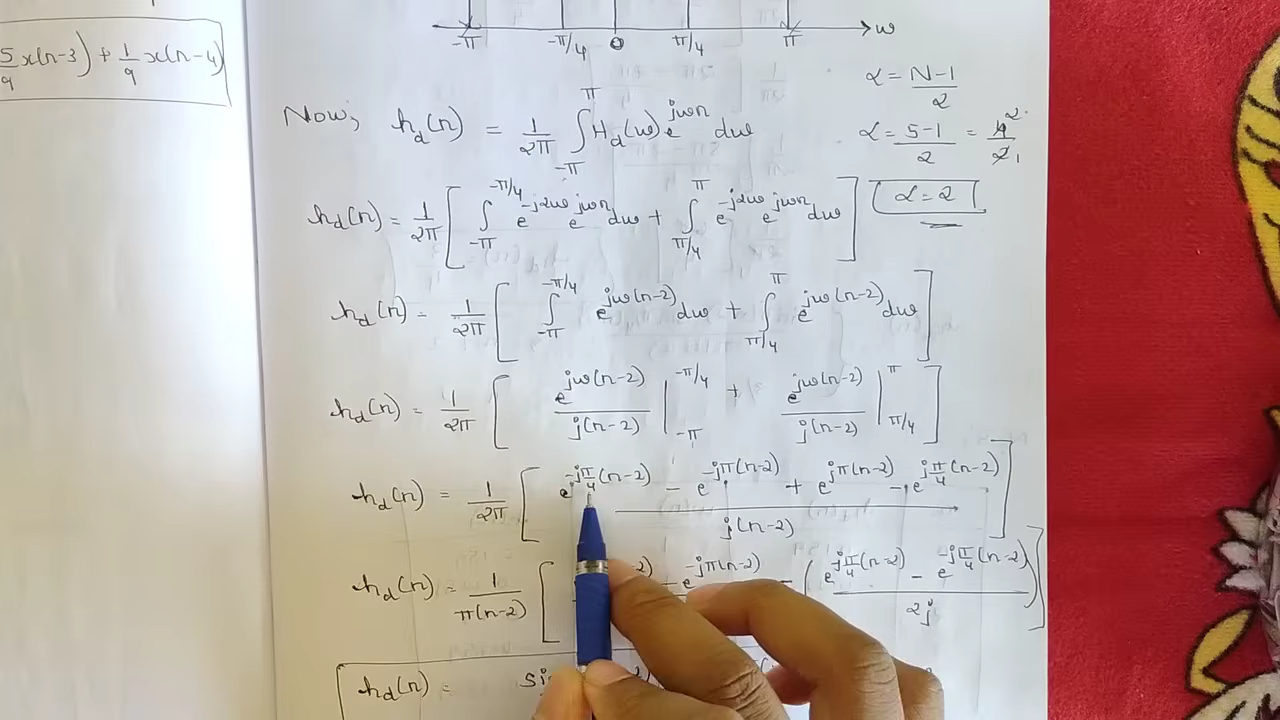 5/9 x(n-3) + 1/9 x(n-4)
-π -π/4 0 π/4 π ω
α = N-1/2
Now; h_d(n) = 1/2π ∫_{-π}^{π} H_d(ω) e^{jωn} dω
α = 5-1/2 = 4/2
h_d(n) = 1/2π [ ∫_{-π}^{-π/4} e^{-j2ω} e^{jωn} dω + ∫_{π/4}^{π} e^{-j2ω} e^{jωn} dω ]
α = 2
h_d(n) = 1/2π [ ∫_{-π}^{-π/4} e^{jω(n-2)} dω + ∫_{π/4}^{π} e^{jω(n-2)} dω ]
h_d(n) = 1/2π [ e^{jω(n-2)}/j(n-2) |_{-π}^{-π/4} + e^{jω(n-2)}/j(n-2) |_{π/4}^{π} ]
h_d(n) = 1/2π [ e^{-jπ/4(n-2)} - e^{-jπ(n-2)} + e^{jπ(n-2)} - e^{jπ/4(n-2)} / j(n-2) ]
h_d(n) = 1/π(n-2) [ - e^{-jπ(n-2)} - ( e^{jπ/4(n-2)} - e^{-jπ/4(n-2)} / 2j ) ]
h_d(n) =